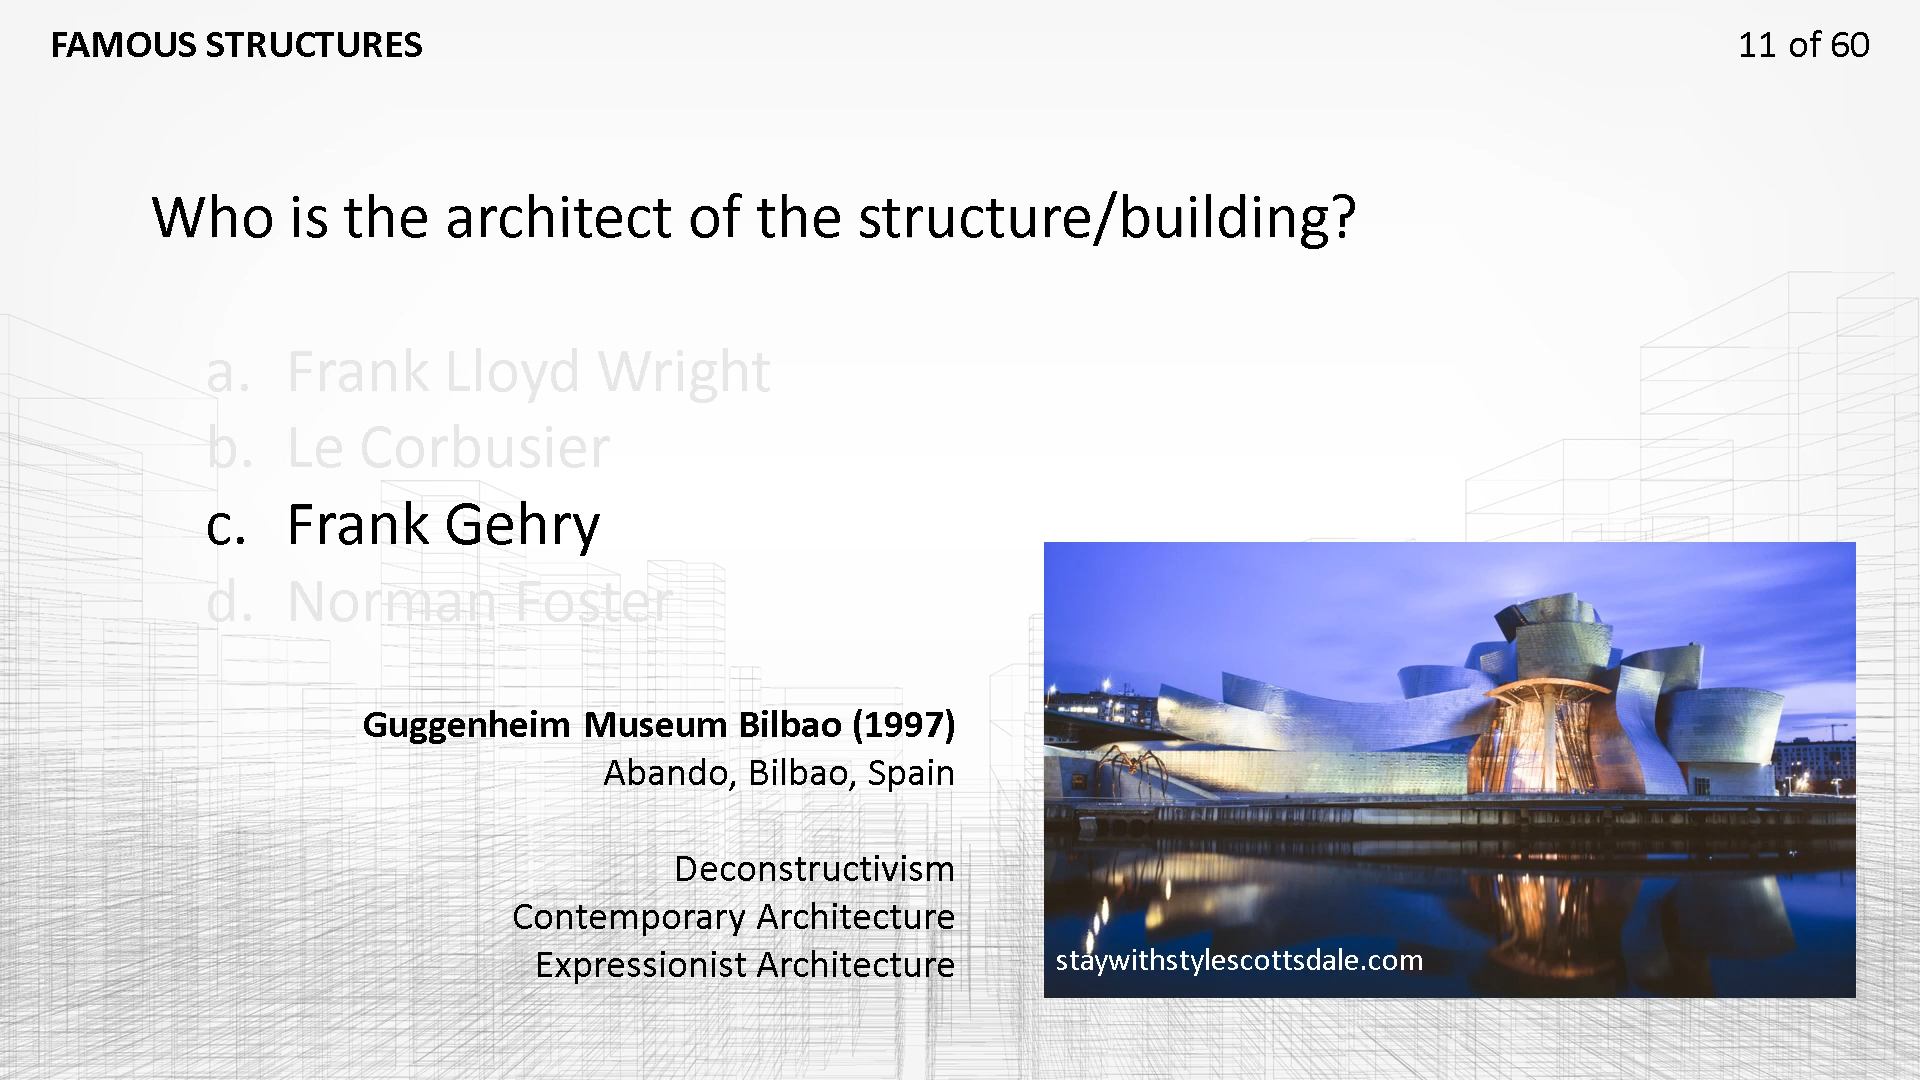 FAMOUS STRUCTURES
11 of 60
Who is the architect of the structure/building?
a. Frank Lloyd Wright
b. Le Corbusier
c. Frank Gehry
d. Norman Foster
Guggenheim Museum Bilbao (1997)
Abando, Bilbao, Spain
Deconstructivism
Contemporary Architecture
Expressionist Architecture
staywithstylescottsdale.com